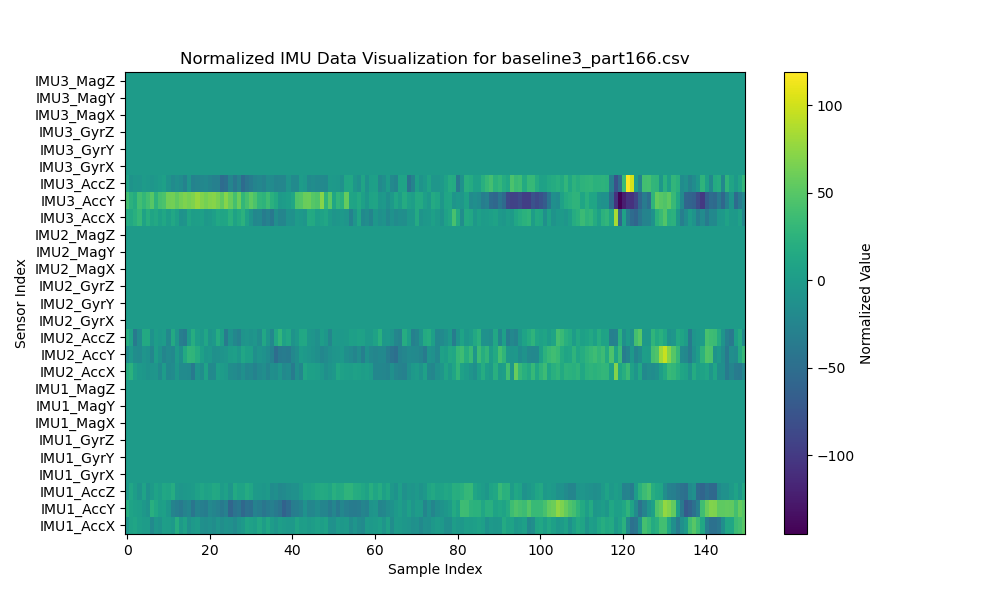 Normalized IMU Data Visualization for baseline3_part166.csv
IMU3_MagZ
IMU3_MagY
IMU3_MagX
IMU3_GyrZ
IMU3_GyrY
IMU3_GyrX
IMU3_AccZ
IMU3_AccY
IMU3_AccX
IMU2_MagZ
IMU2_MagY
IMU2_MagX
IMU2_GyrZ
IMU2_GyrY
IMU2_GyrX
IMU2_AccZ
IMU2_AccY
IMU2_AccX
IMU1_MagZ
IMU1_MagY
IMU1_MagX
IMU1_GyrZ
IMU1_GyrY
IMU1_GyrX
IMU1_AccZ
IMU1_AccY
IMU1_AccX
Sensor Index
0 20 40 60 80 100 120 140
Sample Index
100
50
0
−50
−100
Normalized Value